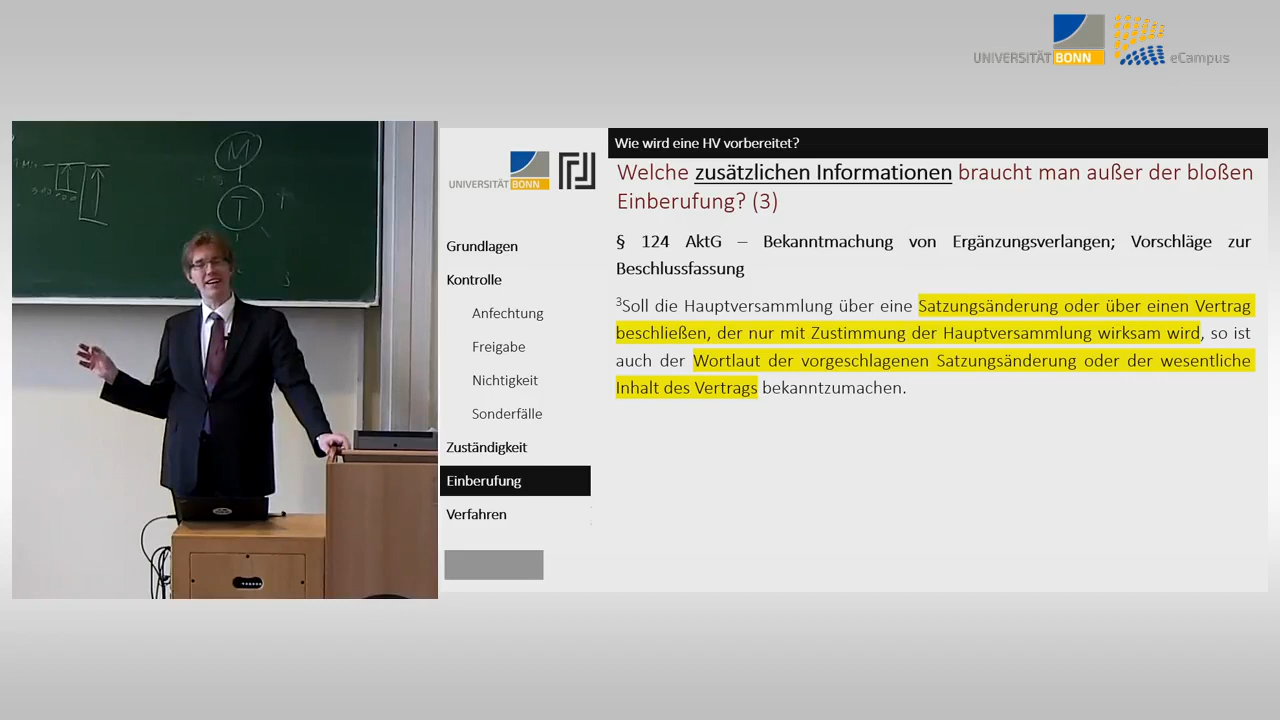 UNIVERSITÄT BONN
eCampus
M
T
UNIVERSITÄT BONN
Grundlagen
Kontrolle
Anfechtung
Freigabe
Nichtigkeit
Sonderfälle
Zuständigkeit
Einberufung
Verfahren
Wie wird eine HV vorbereitet?
Welche zusätzlichen Informationen braucht man außer der bloßen
Einberufung? (3)
§ 124 AktG – Bekanntmachung von Ergänzungsverlangen; Vorschläge zur
Beschlussfassung
³Soll die Hauptversammlung über eine Satzungsänderung oder über einen Vertrag
beschließen, der nur mit Zustimmung der Hauptversammlung wirksam wird, so ist
auch der Wortlaut der vorgeschlagenen Satzungsänderung oder der wesentliche
Inhalt des Vertrags bekanntzumachen.